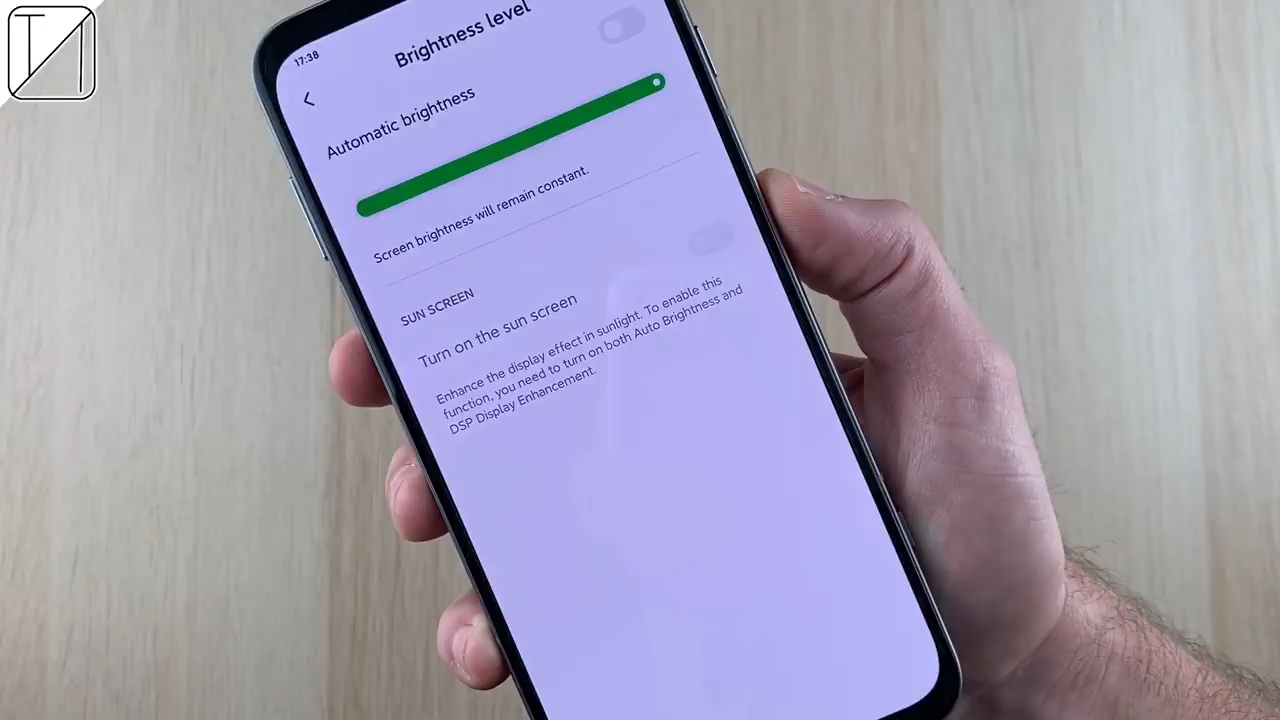 17:38
Brightness level
Automatic brightness
Screen brightness will remain constant.
SUN SCREEN
Turn on the sun screen
Enhance the display effect in sunlight. To enable this
function, you need to turn on both Auto Brightness and
DSP Display Enhancement.